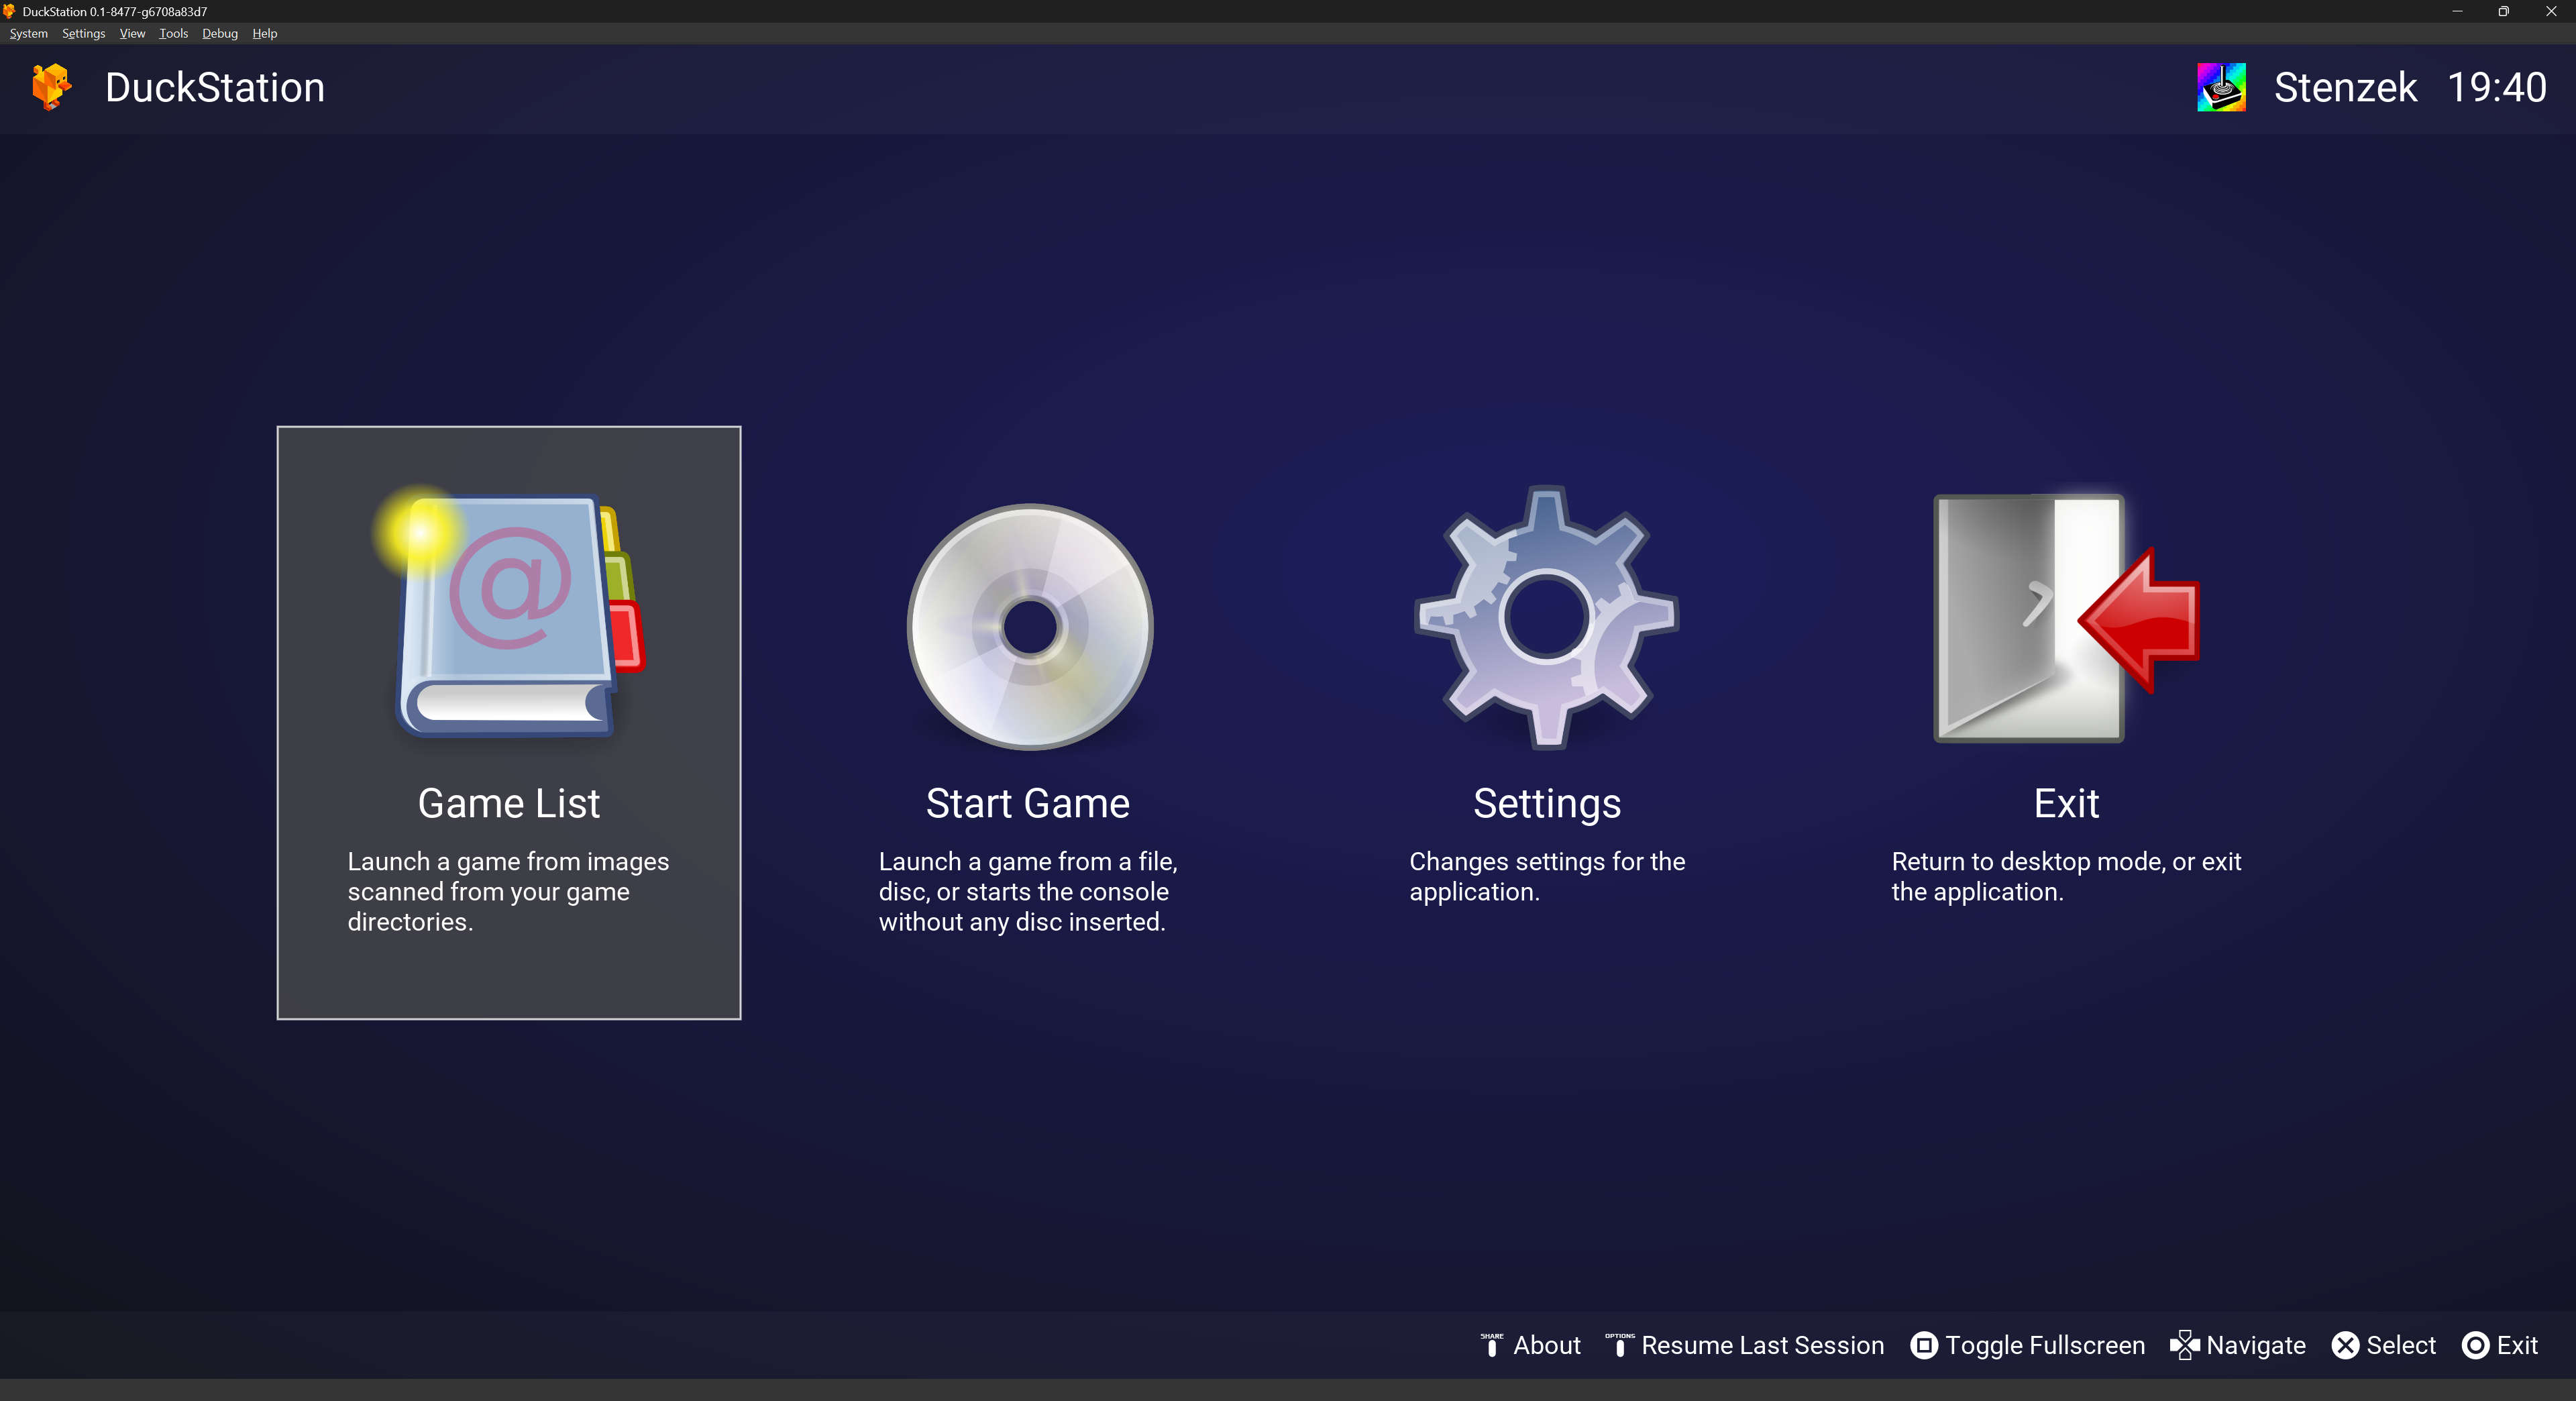 DuckStation 0.1-8477-g6708a83d7
System Settings View Tools Debug Help
DuckStation
Stenzek 19:40
@
Game List
Launch a game from images
scanned from your game
directories.
Start Game
Launch a game from a file,
disc, or starts the console
without any disc inserted.
Settings
Changes settings for the
application.
Exit
Return to desktop mode, or exit
the application.
SHARE About OPTIONS Resume Last Session Toggle Fullscreen Navigate Select Exit